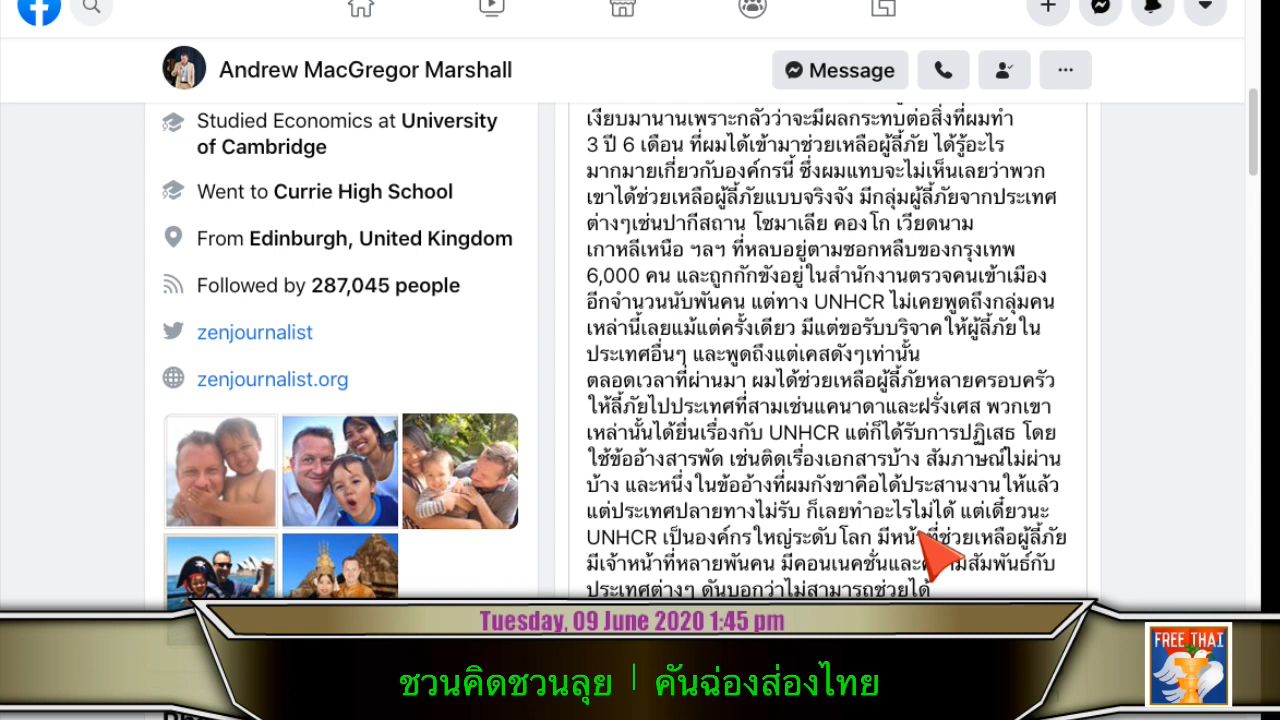 Andrew MacGregor Marshall
Message
Studied Economics at University
of Cambridge
Went to Currie High School
From Edinburgh, United Kingdom
Followed by 287,045 people
zenjournalist
zenjournalist.org
เงียบมานานเพราะกลัวว่าจะมีผลกระทบต่อสิ่งที่ผมทำ
3 ปี 6 เดือน ที่ผมได้เข้ามาช่วยเหลือผู้ลี้ภัย ได้รู้อะไร
มากมายเกี่ยวกับองค์กรนี้ ซึ่งผมแทบจะไม่เห็นเลยว่าพวก
เขาได้ช่วยเหลือผู้ลี้ภัยแบบจริงจัง มีกลุ่มผู้ลี้ภัยจากประเทศ
ต่างๆเช่นปากีสถาน โซมาเลีย คองโก เวียดนาม
เกาหลีเหนือ ฯลฯ ที่หลบอยู่ตามซอกหลืบของกรุงเทพ
6,000 คน และถูกกักขังอยู่ในสำนักงานตรวจคนเข้าเมือง
อีกจำนวนนับพันคน แต่ทาง UNHCR ไม่เคยพูดถึงกลุ่มคน
เหล่านี้เลยแม้แต่ครั้งเดียว มีแต่ขอรับบริจาคให้ผู้ลี้ภัยใน
ประเทศอื่นๆ และพูดถึงแต่เคสดังๆเท่านั้น
ตลอดเวลาที่ผ่านมา ผมได้ช่วยเหลือผู้ลี้ภัยหลายครอบครัว
ให้ลี้ภัยไปประเทศที่สามเช่นแคนาดาและฝรั่งเศส พวกเขา
เหล่านั้นได้ยื่นเรื่องกับ UNHCR แต่ก็ได้รับการปฏิเสธ โดย
ใช้ข้ออ้างสารพัด เช่นติดเรื่องเอกสารบ้าง สัมภาษณ์ไม่ผ่าน
บ้าง และหนึ่งในข้ออ้างที่ผมกังขาคือได้ประสานงานให้แล้ว
แต่ประเทศปลายทางไม่รับ ก็เลยทำอะไรไม่ได้ แต่เดี๋ยวนะ
UNHCR เป็นองค์กรใหญ่ระดับโลก มีหน้าที่ช่วยเหลือผู้ลี้ภัย
มีเจ้าหน้าที่หลายพันคน มีคอนเนคชั่นและความสัมพันธ์กับ
ประเทศต่างๆ ดันบอกว่าไม่สามารถช่วยได้
Tuesday, 09 June 2020 1:45 pm
ชวนคิดชวนลุย | คันฉ่องส่องไทย
FREE THAI